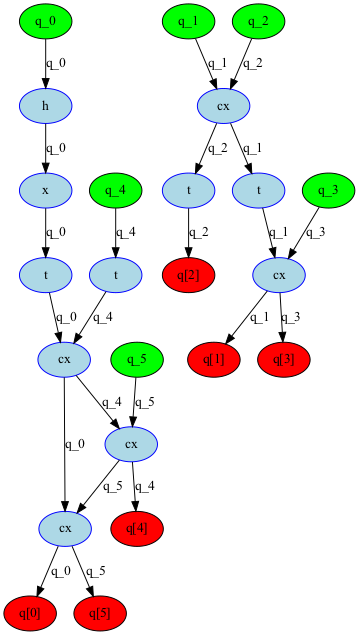 q_0 q_1 q_2
q_0 q_1 q_2
h cx
q_0 q_2 q_1
x q_4 t t q_3
q_0 q_4 q_2 q_1 q_3
t t q[2] cx
q_0 q_4 q_1 q_3
cx q_5 q[1] q[3]
q_4 q_5
q_0 cx
q_5 q_4
cx q[4]
q_0 q_5
q[0] q[5]